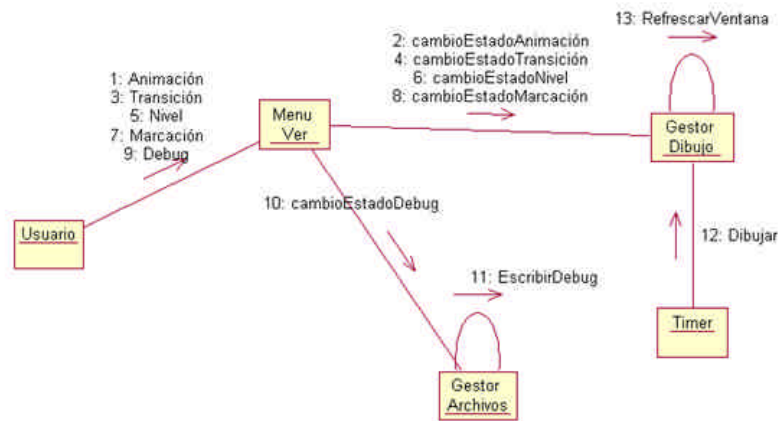 13: RefrescarVentana
2: cambioEstadoAnimación
4: cambioEstadoTransición
6: cambioEstadoNivel
8: cambioEstadoMarcación
1: Animación
3: Transición
5: Nivel
7: Marcación
9: Debug
Menu
Ver
Gestor
Dibujo
10: cambioEstadoDebug
Usuario
12: Dibujar
11: EscribirDebug
Timer
Gestor
Archivos